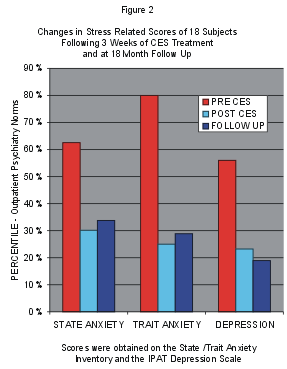 Figure 2
Changes in Stress Related Scores of 18 Subjects
Following 3 Weeks of CES Treatment
and at 18 Month Follow Up
90 %
80 %
70 %
60 %
50 %
40 %
30 %
20 %
10 %
0 %
PERCENTILE - Outpatient Psychiatry Norms
PRE CES
POST CES
FOLLOW UP
STATE ANXIETY TRAIT ANXIETY DEPRESSION
Scores were obtained on the State /Trait Anxiety
Inventory and the IPAT Depression Scale